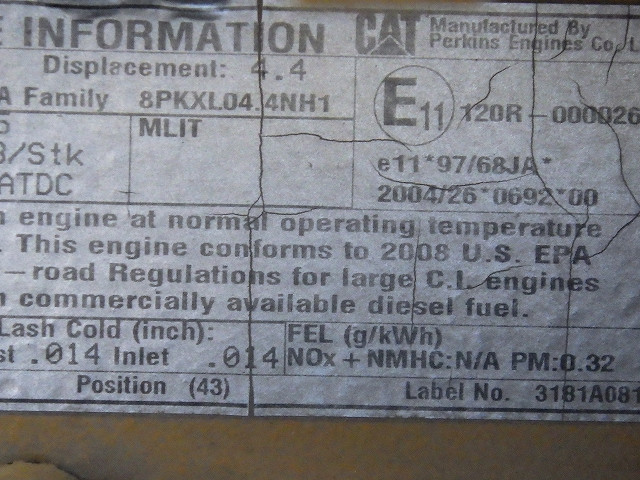 E INFORMATION CAT Manufactured By
Perkins Engines Co. L
Displacement: 4.4
A Family 8PKXL04.4NH1
E11 120R-000026
MLIT
/Stk
ATDC
e11*97/68JA*
2004/26*0692*00
engine at normal operating temperature
. This engine conforms to 2008 U.S. EPA
-road Regulations for large C.I. engines
commercially available diesel fuel.
Lash Cold (inch):
st .014 Inlet .014
FEL (g/kWh)
NOx + NMHC:N/A PM:0.32
Position (43)
Label No. 3181A081